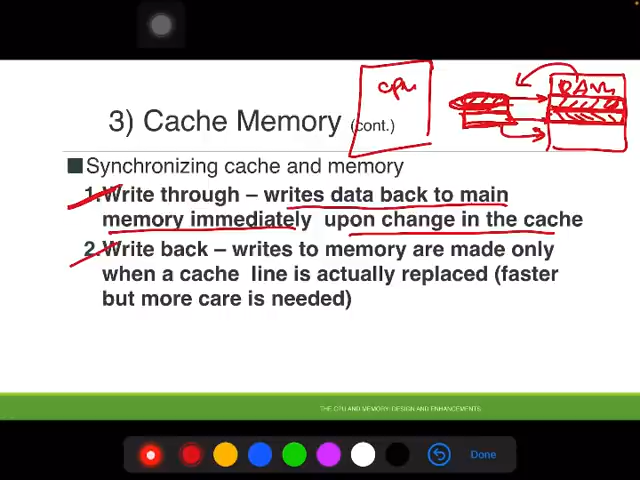 cpu
RAM
3) Cache Memory (cont.)
Synchronizing cache and memory
1. Write through – writes data back to main
memory immediately upon change in the cache
2. Write back – writes to memory are made only
when a cache line is actually replaced (faster
but more care is needed)
THE CPU AND MEMORY: DESIGN AND ENHANCEMENTS
Done